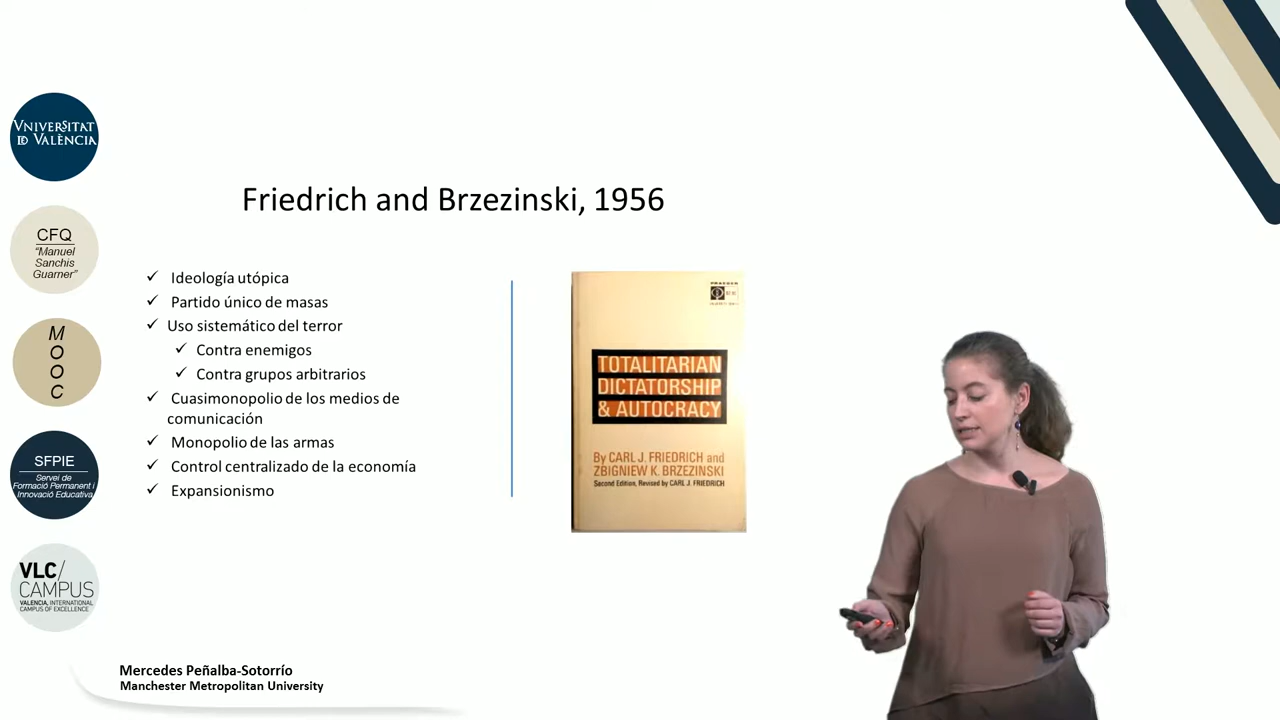 VNIVERSITAT
ID VALÈNCIA
CFQ
"Manuel
Sanchis
Guarner"
M
O
O
C
SFPIE
Servei de
Formació Permanent i
Innovació Educativa
VLC/
CAMPUS
VALENCIA, INTERNATIONAL
CAMPUS OF EXCELLENCE
Friedrich and Brzezinski, 1956
✓ Ideología utópica
✓ Partido único de masas
✓ Uso sistemático del terror
✓ Contra enemigos
✓ Contra grupos arbitrarios
✓ Cuasimonopolio de los medios de
comunicación
✓ Monopolio de las armas
✓ Control centralizado de la economía
✓ Expansionismo
TOTALITARIAN
DICTATORSHIP
& AUTOCRACY
By CARL J. FRIEDRICH and
ZBIGNIEW K. BRZEZINSKI
Second Edition, Revised by CARL J. FRIEDRICH
Mercedes Peñalba-Sotorrío
Manchester Metropolitan University